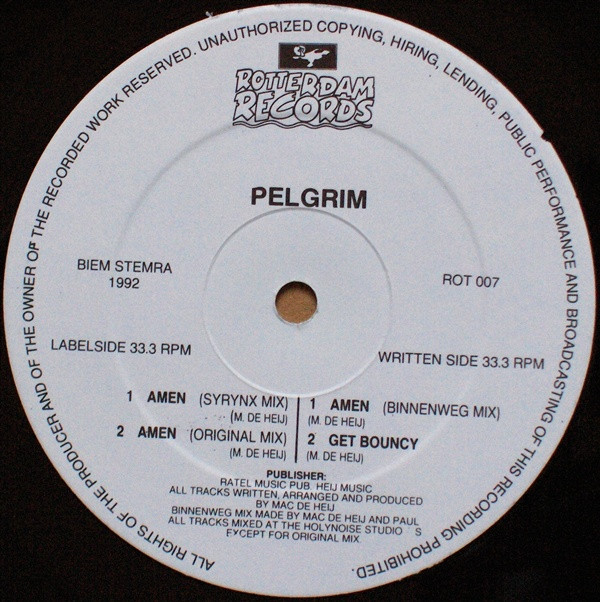 ALL RIGHTS OF THE PRODUCER AND OF THE OWNER OF THE RECORDED WORK RESERVED. UNAUTHORIZED COPYING, HIRING, LENDING, PUBLIC PERFORMANCE AND BROADCASTING OF THIS RECORDING PROHIBITED.
ROTTERDAM
RECORDS
PELGRIM
BIEM STEMRA
1992
ROT 007
LABELSIDE 33.3 RPM
WRITTEN SIDE 33.3 RPM
1 AMEN (SYRYNX MIX)
(M. DE HEIJ)
2 AMEN (ORIGINAL MIX)
(M. DE HEIJ)
1 AMEN (BINNENWEG MIX)
(M. DE HEIJ)
2 GET BOUNCY
(M. DE HEIJ)
PUBLISHER:
RATEL MUSIC PUB. HEIJ MUSIC
ALL TRACKS WRITTEN, ARRANGED AND PRODUCED
BY MAC DE HEIJ
BINNENWEG MIX MADE BY MAC DE HEIJ AND PAUL
ALL TRACKS MIXED AT THE HOLYNOISE STUDIO S
EXCEPT FOR ORIGINAL MIX.